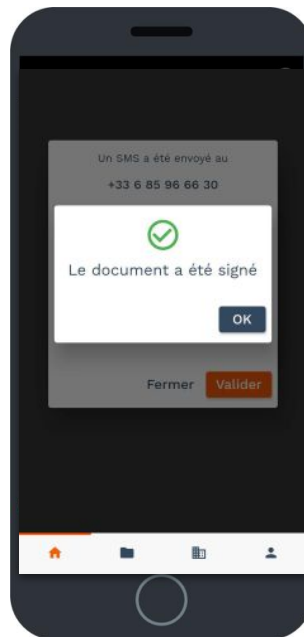 Un SMS a été envoyé au
+33 6 85 96 66 30
Le document a été signé
OK
Fermer Valider